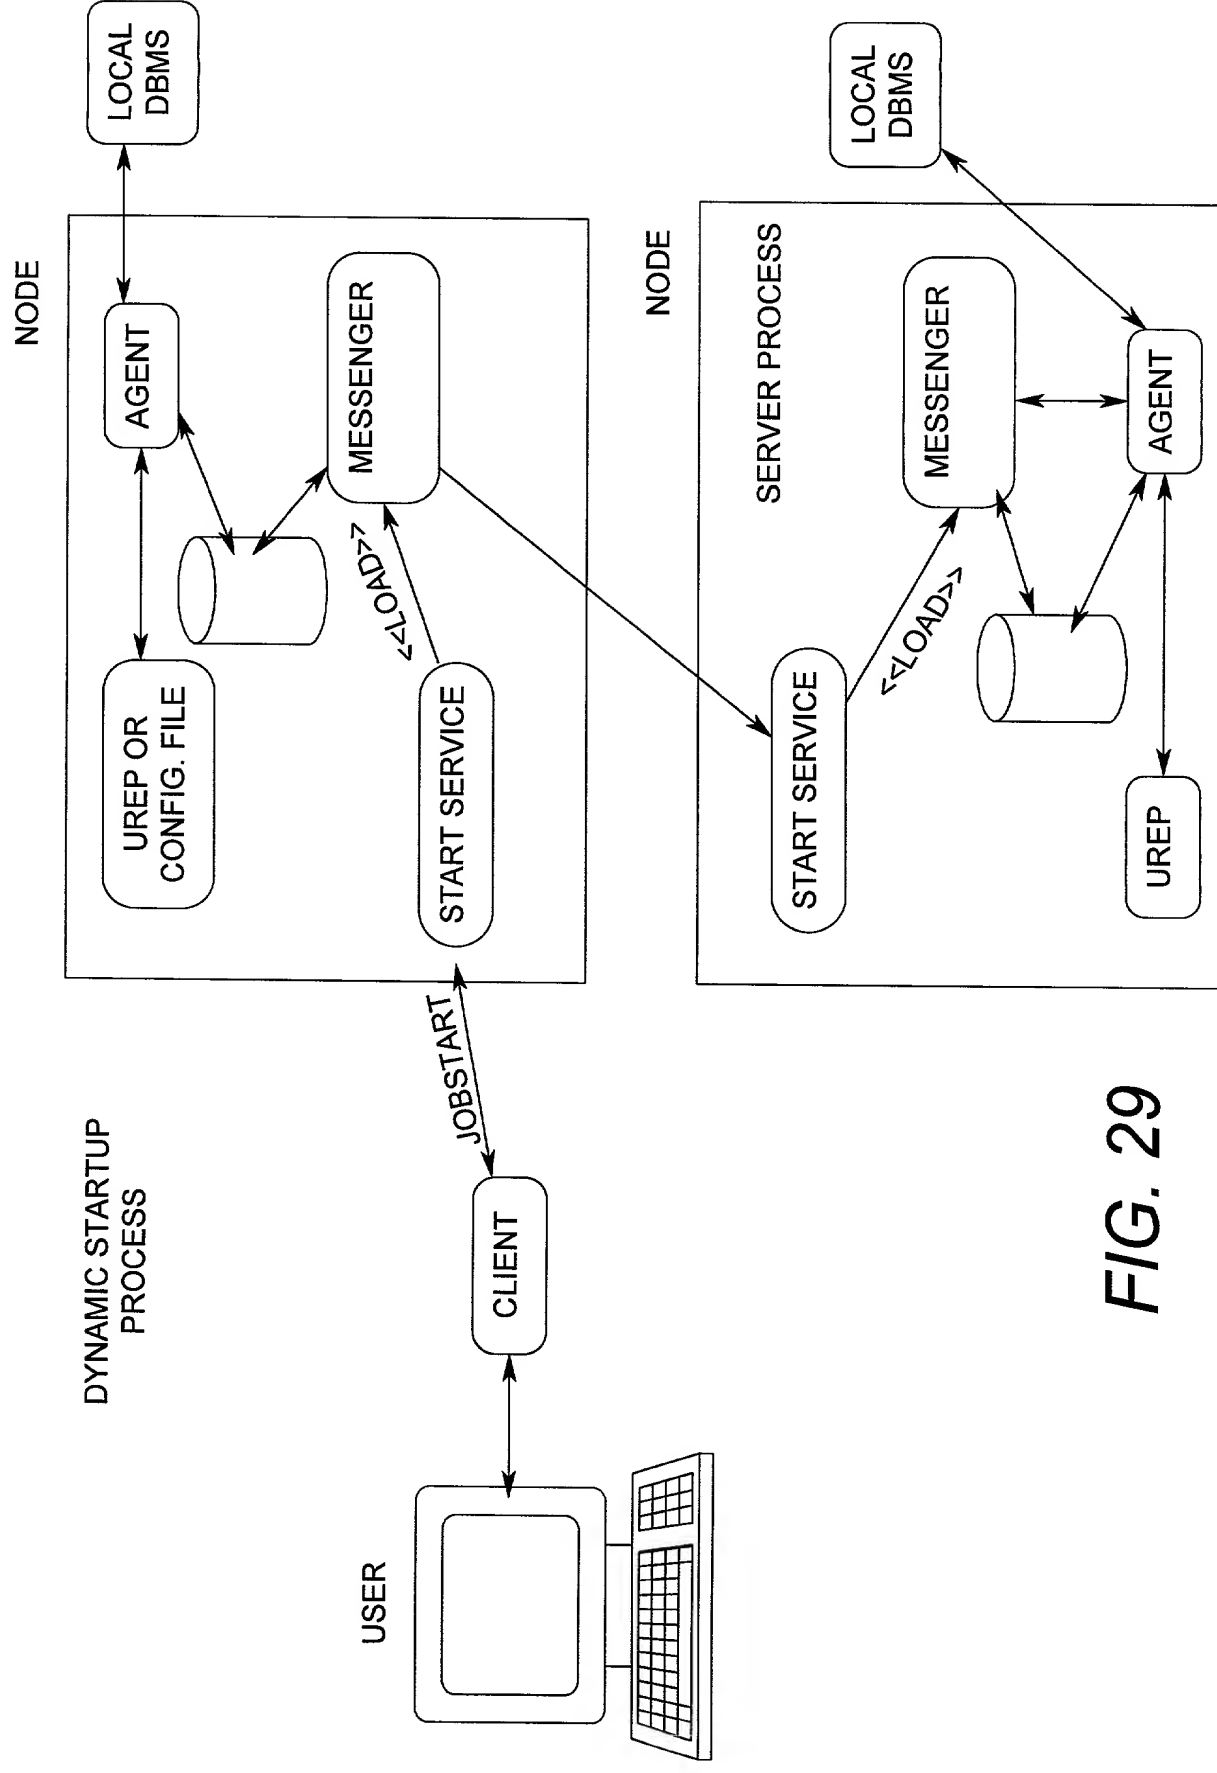 DYNAMIC STARTUP
PROCESS
USER
CLIENT
JOBSTART
NODE
UREP OR
CONFIG. FILE
AGENT
LOCAL
DBMS
START SERVICE
<<LOAD>>
MESSENGER
NODE
SERVER PROCESS
START SERVICE
<<LOAD>>
MESSENGER
LOCAL
DBMS
UREP
AGENT
FIG. 29